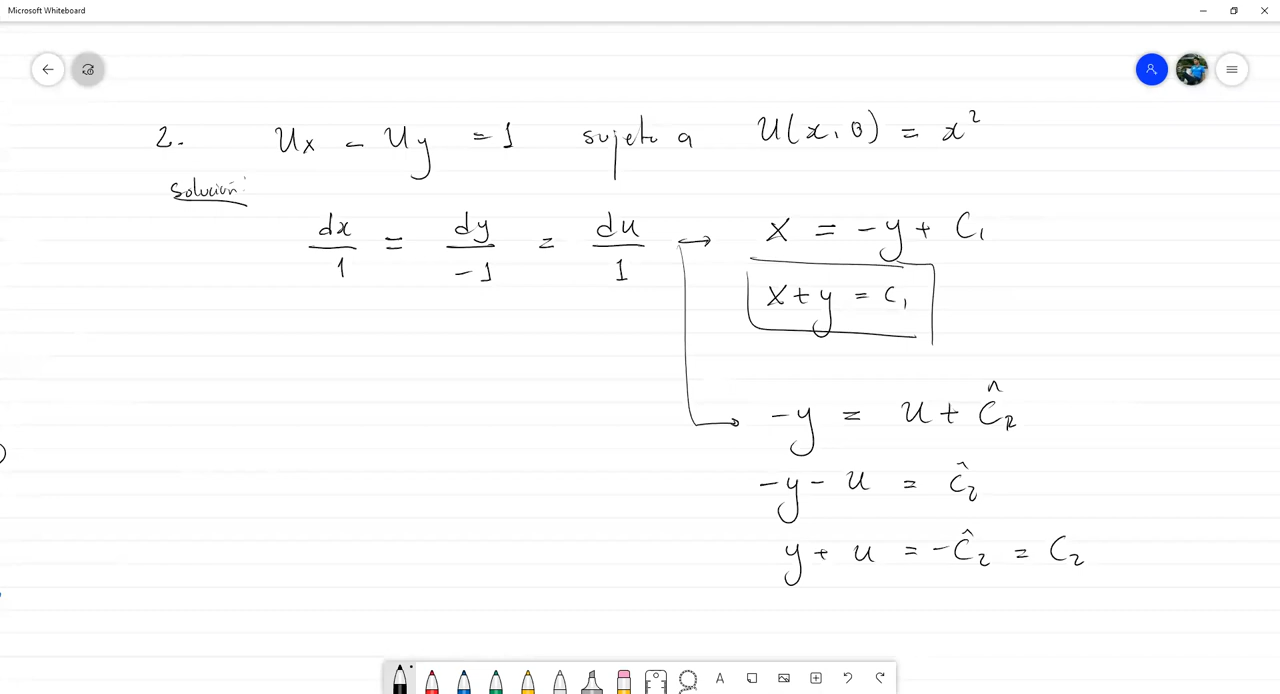 Microsoft Whiteboard
2. Ux - Uy = 1 sujeto a U(x,0) = x²
Solución:
dx/1 = dy/-1 = du/1 → x = -y + C₁
x+y = C₁
-y = u + Ĉ₂
-y - u = Ĉ₂
y + u = -Ĉ₂ = C₂
A